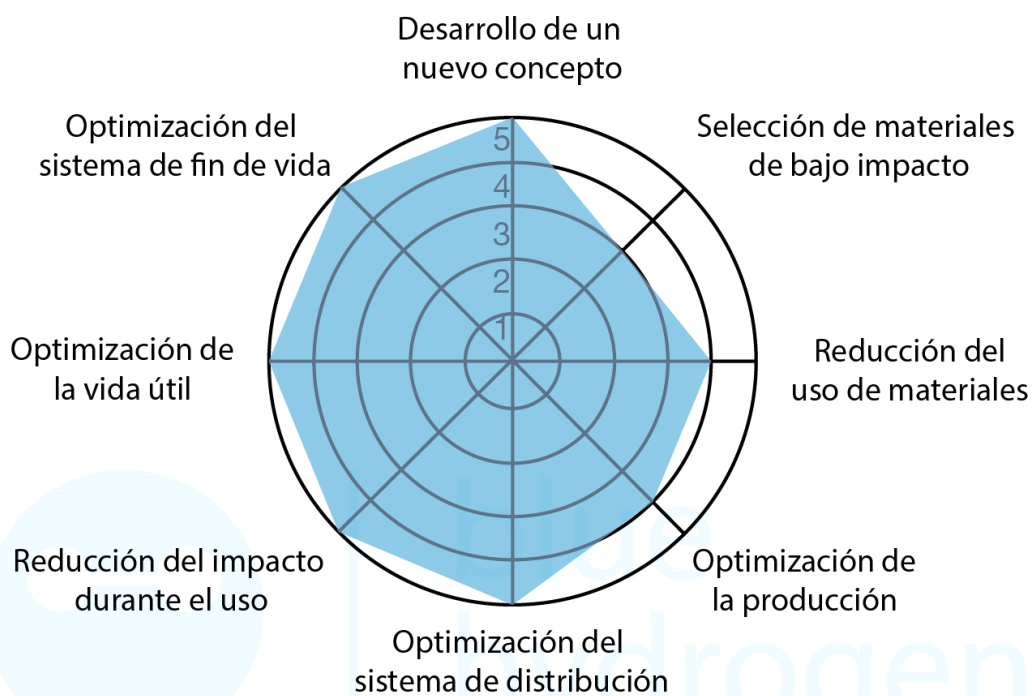 Desarrollo de un
nuevo concepto
Selección de materiales
de bajo impacto
Reducción del
uso de materiales
Optimización de
la producción
Optimización del
sistema de distribución
Reducción del impacto
durante el uso
Optimización de
la vida útil
Optimización del
sistema de fin de vida
5
4
3
2
1
blue
hydrogen